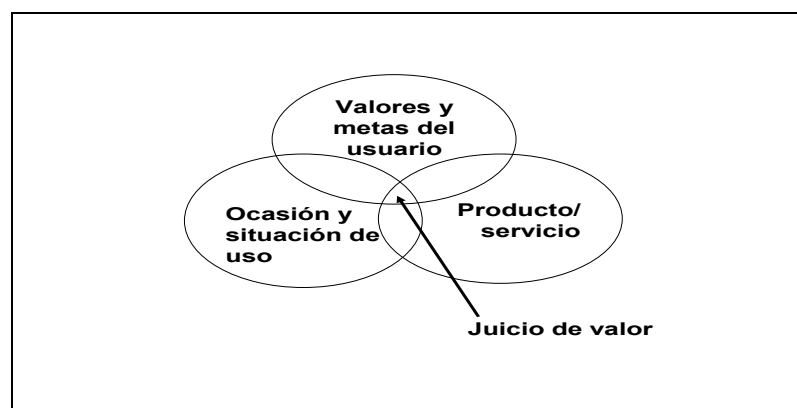 Valores y
metas del
usuario
Ocasión y
situación de
uso
Producto/
servicio
Juicio de valor